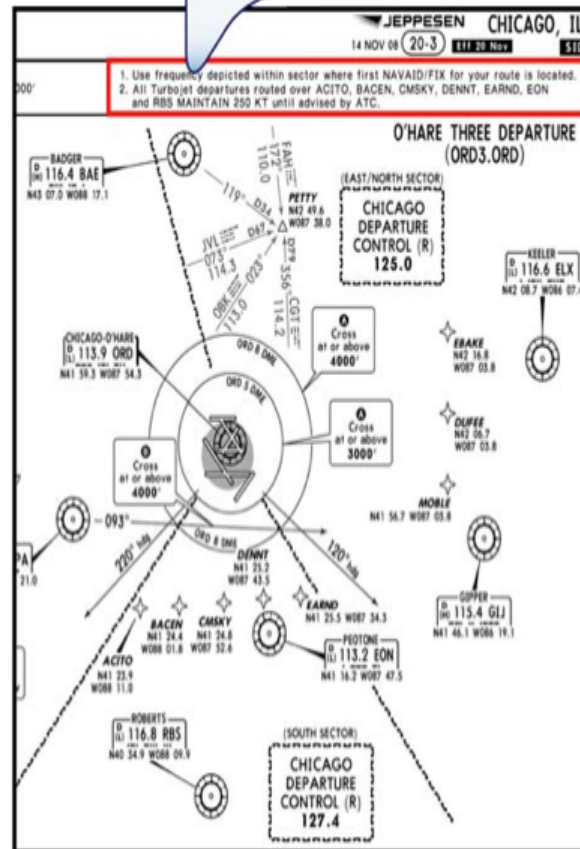 JEPPESEN CHICAGO, IL
14 NOV 08 20-3 Eff 20 Nov SID
00'
1. Use frequency depicted within sector where first NAVAID/FIX for your route is located.
2. All Turbojet departures routed over ACITO, BACEN, CMSKY, DENNT, EARND, EON
and RBS MAINTAIN 250 KT until advised by ATC.
O'HARE THREE DEPARTURE
(ORD3.ORD)
BADGER
D
(H) 116.4 BAE
N43 07.0 W088 17.1
FAH
172°
110.0
119° D34
PETTY
N42 49.6
W087 38.0
JVL
073° D67
114.3
OBK 023°
113.0
D79
356° CGT
114.2
(EAST/NORTH SECTOR)
CHICAGO
DEPARTURE
CONTROL (R)
125.0
KEELER
D
(L) 116.6 ELX
N42 08.7 W086 07.4
CHICAGO-O'HARE
D
(L) 113.9 ORD
N41 59.3 W087 54.3
ORD 8 DME
ORD 5 DME
A
Cross
at or above
4000'
EBAKE
N42 16.8
W087 03.8
A
Cross
at or above
3000'
DUFEE
N42 06.7
W087 03.8
B
Cross
at or above
4000'
MOBLE
N41 56.7 W087 03.8
093°
PA
21.0
220° hdg
ORD 8 DME
120° hdg
DENNT
N41 25.2
W087 43.5
GIPPER
D
(H) 115.4 GIJ
N41 46.1 W086 19.1
EARND
N41 25.5 W087 34.3
BACEN
N41 24.4
W088 01.8
CMSKY
N41 24.8
W087 52.6
ACITO
N41 23.9
W088 11.0
PEOTONE
D
(L) 113.2 EON
N41 16.2 W087 47.5
ROBERTS
D
(L) 116.8 RBS
N40 34.9 W088 09.9
(SOUTH SECTOR)
CHICAGO
DEPARTURE
CONTROL (R)
127.4